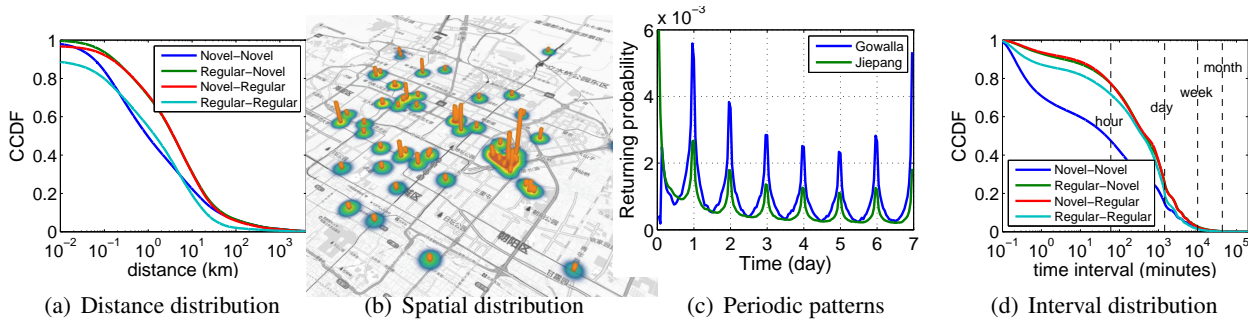 1
0.8
0.6
0.4
0.2
0
CCDF
10^-2 10^-1 10^0 10^1 10^2 10^3
distance (km)
Novel−Novel
Regular−Novel
Novel−Regular
Regular−Regular
(a) Distance distribution
朝阳区
(b) Spatial distribution
x 10^-3
6
4
2
0
Returning probability
0 1 2 3 4 5 6 7
Time (day)
Gowalla
Jiepang
(c) Periodic patterns
1
0.8
0.6
0.4
0.2
0
CCDF
month
week
day
hour
Novel−Novel
Regular−Novel
Novel−Regular
Regular−Regular
10^-1 10^0 10^1 10^2 10^3 10^4 10^5
time interval (minutes)
(d) Interval distribution